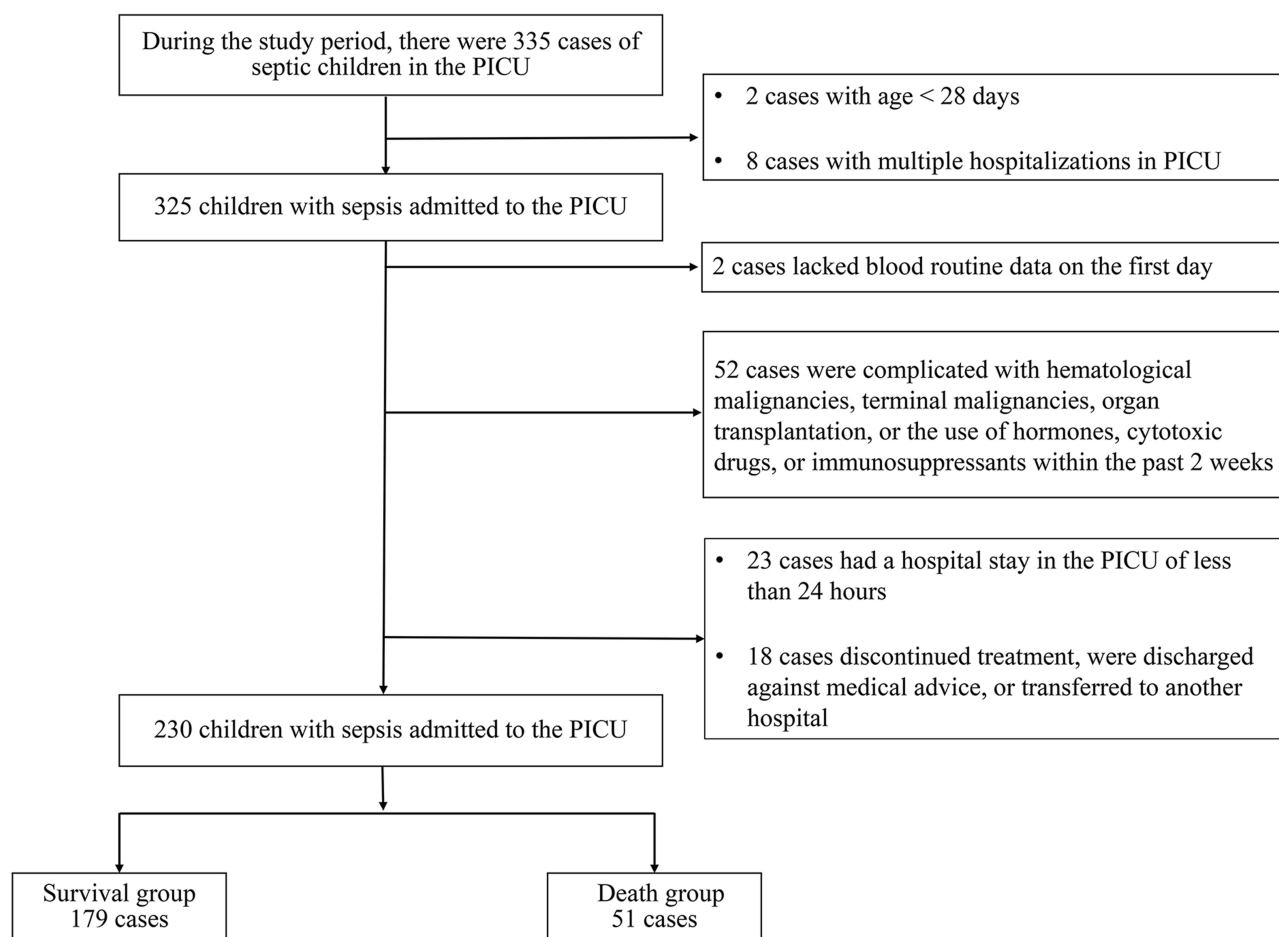 During the study period, there were 335 cases of
septic children in the PICU
• 2 cases with age < 28 days
• 8 cases with multiple hospitalizations in PICU
325 children with sepsis admitted to the PICU
2 cases lacked blood routine data on the first day
52 cases were complicated with hematological
malignancies, terminal malignancies, organ
transplantation, or the use of hormones, cytotoxic
drugs, or immunosuppressants within the past 2 weeks
• 23 cases had a hospital stay in the PICU of less
than 24 hours
• 18 cases discontinued treatment, were discharged
against medical advice, or transferred to another
hospital
230 children with sepsis admitted to the PICU
Survival group
179 cases
Death group
51 cases